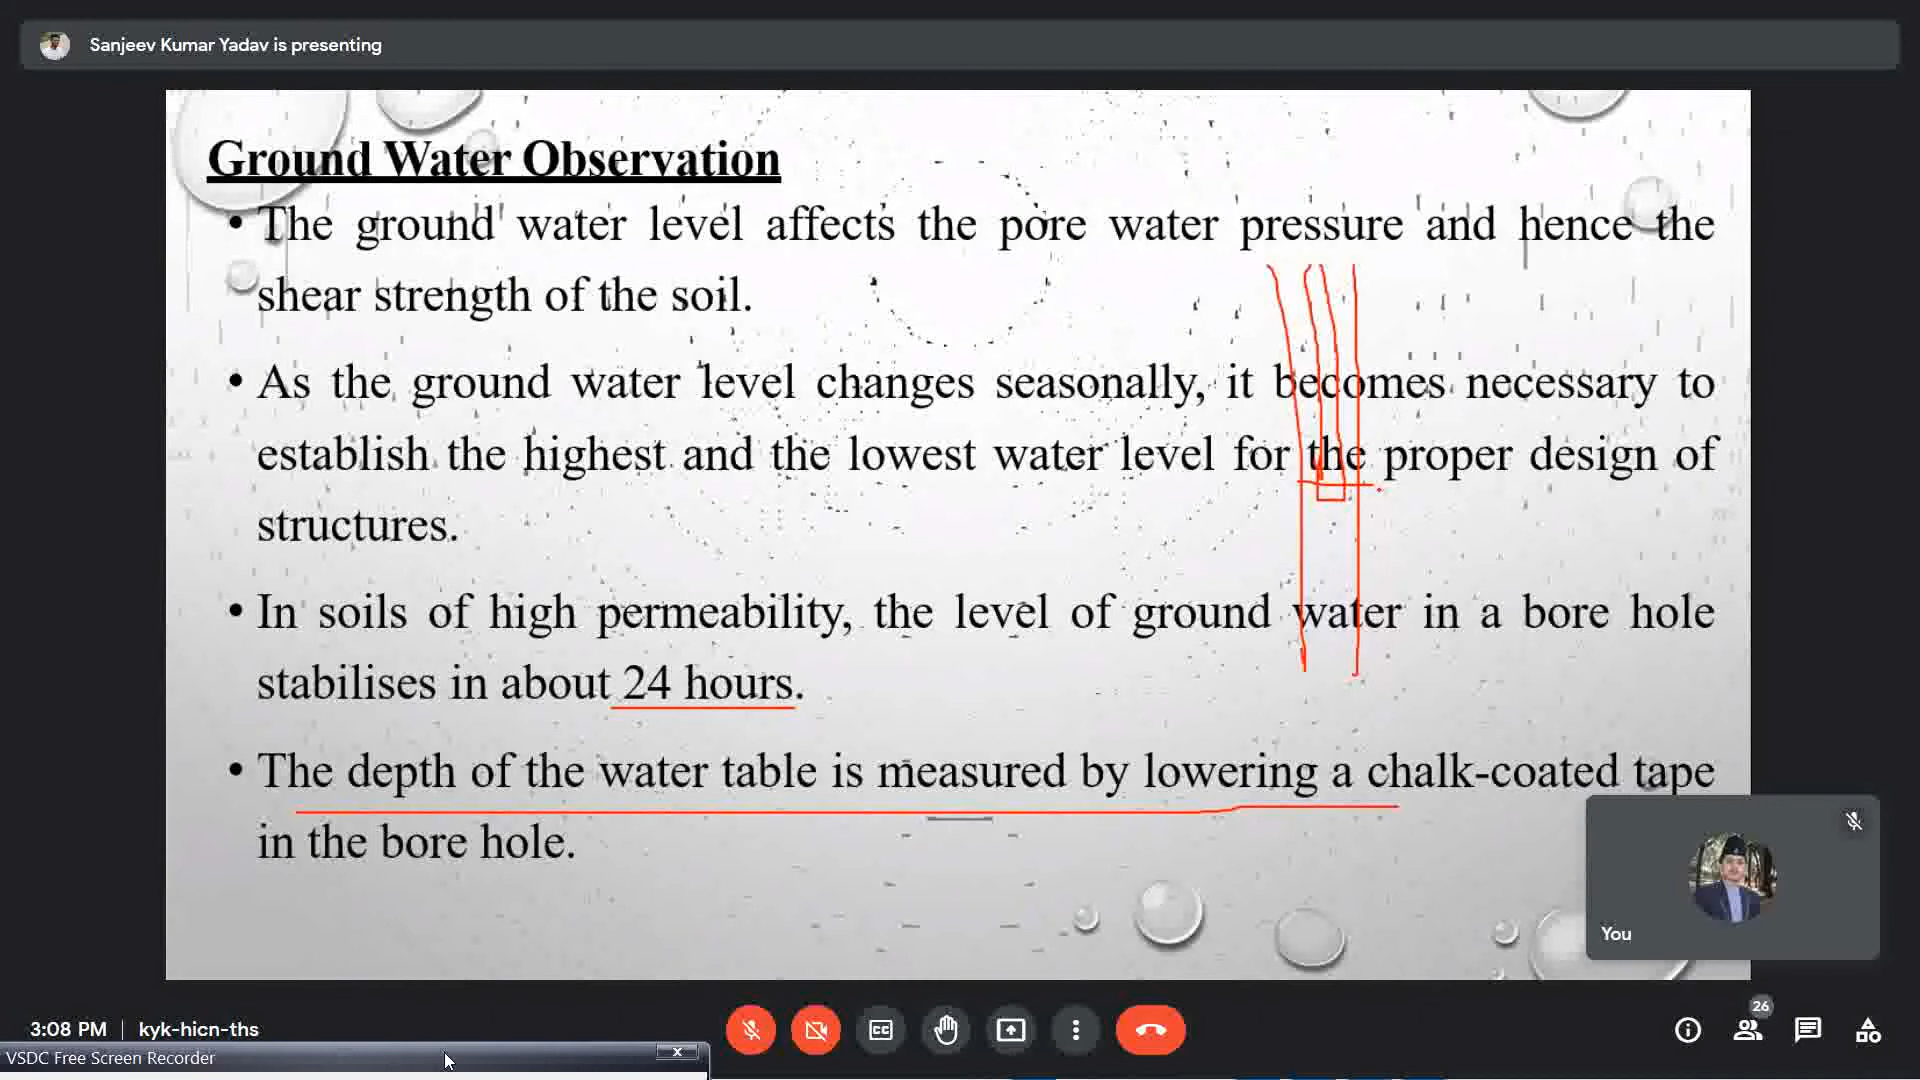 Sanjeev Kumar Yadav is presenting
Ground Water Observation
• The ground water level affects the pore water pressure and hence the
shear strength of the soil.
• As the ground water level changes seasonally, it becomes necessary to
establish the highest and the lowest water level for the proper design of
structures.
• In soils of high permeability, the level of ground water in a bore hole
stabilises in about 24 hours.
• The depth of the water table is measured by lowering a chalk-coated tape
in the bore hole.
You
3:08 PM | kyk-hicn-ths
CC
26
VSDC Free Screen Recorder